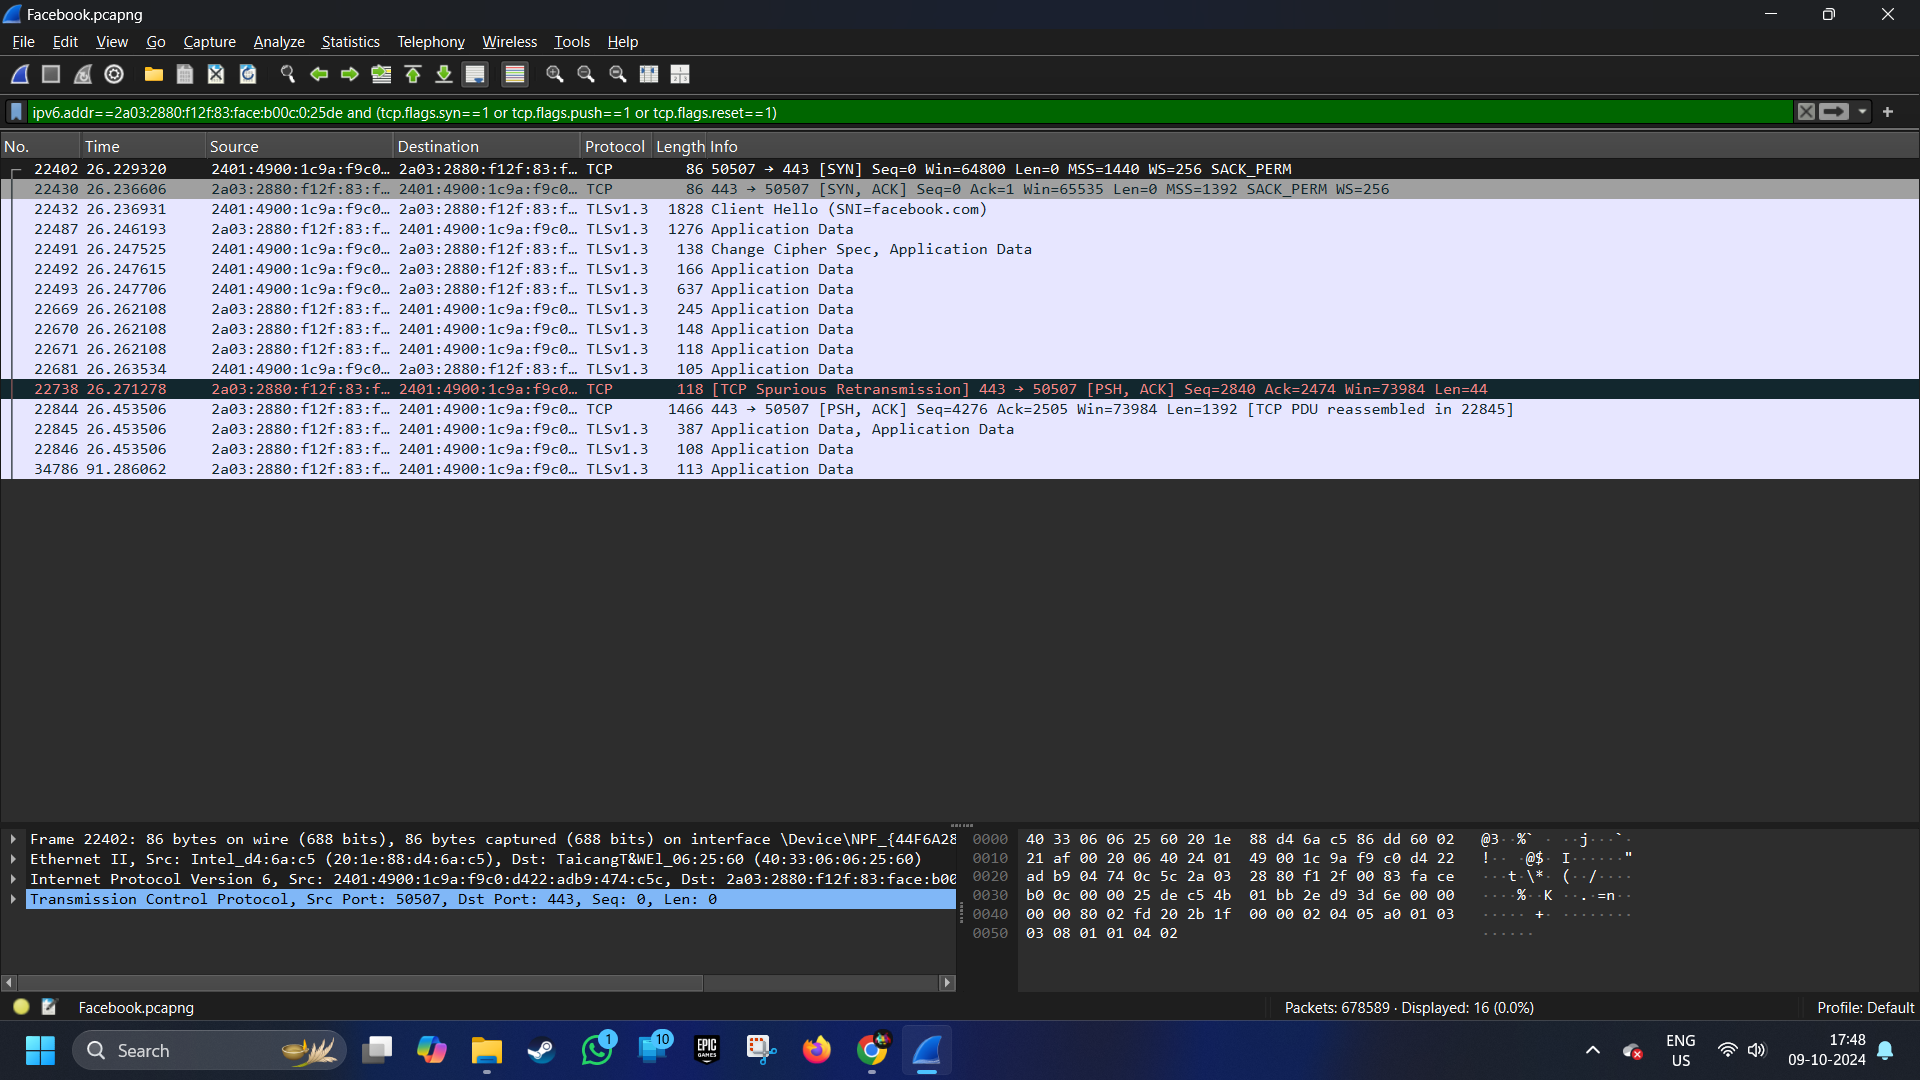 Facebook.pcapng
File Edit View Go Capture Analyze Statistics Telephony Wireless Tools Help
ipv6.addr==2a03:2880:f12f:83:face:b00c:0:25de and (tcp.flags.syn==1 or tcp.flags.push==1 or tcp.flags.reset==1)
No. Time Source Destination Protocol Length Info
22402 26.229320 2401:4900:1c9a:f9c0… 2a03:2880:f12f:83:f… TCP 86 50507 → 443 [SYN] Seq=0 Win=64800 Len=0 MSS=1440 WS=256 SACK_PERM
22430 26.236606 2a03:2880:f12f:83:f… 2401:4900:1c9a:f9c0… TCP 86 443 → 50507 [SYN, ACK] Seq=0 Ack=1 Win=65535 Len=0 MSS=1392 SACK_PERM WS=256
22432 26.236931 2401:4900:1c9a:f9c0… 2a03:2880:f12f:83:f… TLSv1.3 1828 Client Hello (SNI=facebook.com)
22487 26.246193 2a03:2880:f12f:83:f… 2401:4900:1c9a:f9c0… TLSv1.3 1276 Application Data
22491 26.247525 2401:4900:1c9a:f9c0… 2a03:2880:f12f:83:f… TLSv1.3 138 Change Cipher Spec, Application Data
22492 26.247615 2401:4900:1c9a:f9c0… 2a03:2880:f12f:83:f… TLSv1.3 166 Application Data
22493 26.247706 2401:4900:1c9a:f9c0… 2a03:2880:f12f:83:f… TLSv1.3 637 Application Data
22669 26.262108 2a03:2880:f12f:83:f… 2401:4900:1c9a:f9c0… TLSv1.3 245 Application Data
22670 26.262108 2a03:2880:f12f:83:f… 2401:4900:1c9a:f9c0… TLSv1.3 148 Application Data
22671 26.262108 2a03:2880:f12f:83:f… 2401:4900:1c9a:f9c0… TLSv1.3 118 Application Data
22681 26.263534 2401:4900:1c9a:f9c0… 2a03:2880:f12f:83:f… TLSv1.3 105 Application Data
22738 26.271278 2a03:2880:f12f:83:f… 2401:4900:1c9a:f9c0… TCP 118 [TCP Spurious Retransmission] 443 → 50507 [PSH, ACK] Seq=2840 Ack=2474 Win=73984 Len=44
22844 26.453506 2a03:2880:f12f:83:f… 2401:4900:1c9a:f9c0… TCP 1466 443 → 50507 [PSH, ACK] Seq=4276 Ack=2505 Win=73984 Len=1392 [TCP PDU reassembled in 22845]
22845 26.453506 2a03:2880:f12f:83:f… 2401:4900:1c9a:f9c0… TLSv1.3 387 Application Data, Application Data
22846 26.453506 2a03:2880:f12f:83:f… 2401:4900:1c9a:f9c0… TLSv1.3 108 Application Data
34786 91.286062 2a03:2880:f12f:83:f… 2401:4900:1c9a:f9c0… TLSv1.3 113 Application Data
Frame 22402: 86 bytes on wire (688 bits), 86 bytes captured (688 bits) on interface \Device\NPF_{44F6A28
Ethernet II, Src: Intel_d4:6a:c5 (20:1e:88:d4:6a:c5), Dst: TaicangT&WEl_06:25:60 (40:33:06:06:25:60)
Internet Protocol Version 6, Src: 2401:4900:1c9a:f9c0:d422:adb9:474:c5c, Dst: 2a03:2880:f12f:83:face:b00
Transmission Control Protocol, Src Port: 50507, Dst Port: 443, Seq: 0, Len: 0
0000 40 33 06 06 25 60 20 1e 88 d4 6a c5 86 dd 60 02 @3··%` · ··j···`·
0010 21 af 00 20 06 40 24 01 49 00 1c 9a f9 c0 d4 22 !·· ·@$· I······"
0020 ad b9 04 74 0c 5c 2a 03 28 80 f1 2f 00 83 fa ce ···t·\*· (··/····
0030 b0 0c 00 00 25 de c5 4b 01 bb 2e d9 3d 6e 00 00 ····%··K ··.·=n··
0040 00 00 80 02 fd 20 2b 1f 00 00 02 04 05 a0 01 03 ····· +· ········
0050 03 08 01 01 04 02 ······
Facebook.pcapng
Packets: 678589 · Displayed: 16 (0.0%)
Profile: Default
Search
1
10
EPIC GAMES
ENG
US
17:48
09-10-2024